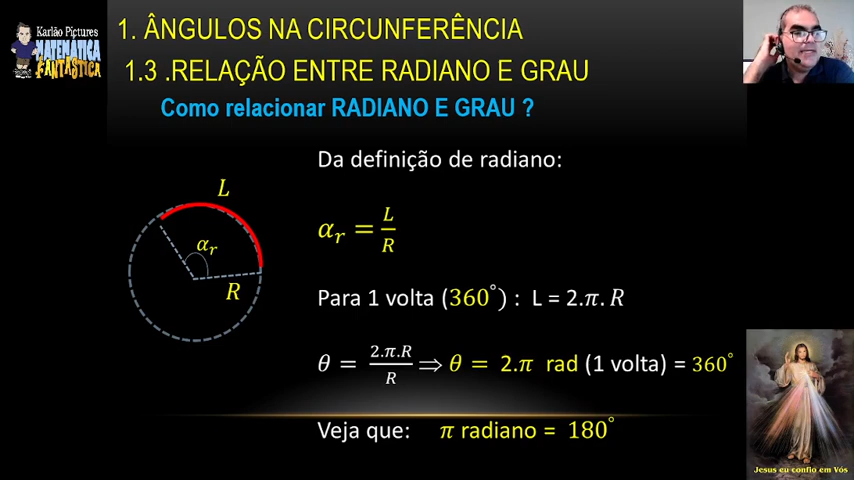 Karlão Pictures
MATEMÁTICA
FANTÁSTICA
1. ÂNGULOS NA CIRCUNFERÊNCIA
1.3 .RELAÇÃO ENTRE RADIANO E GRAU
Como relacionar RADIANO E GRAU ?
Da definição de radiano:
L
α_r
R
α_r = L/R
Para 1 volta (360°) : L = 2.π. R
θ = 2.π.R/R ⟹ θ = 2.π rad (1 volta) = 360°
Veja que: π radiano = 180°
Jesus eu confio em Vós